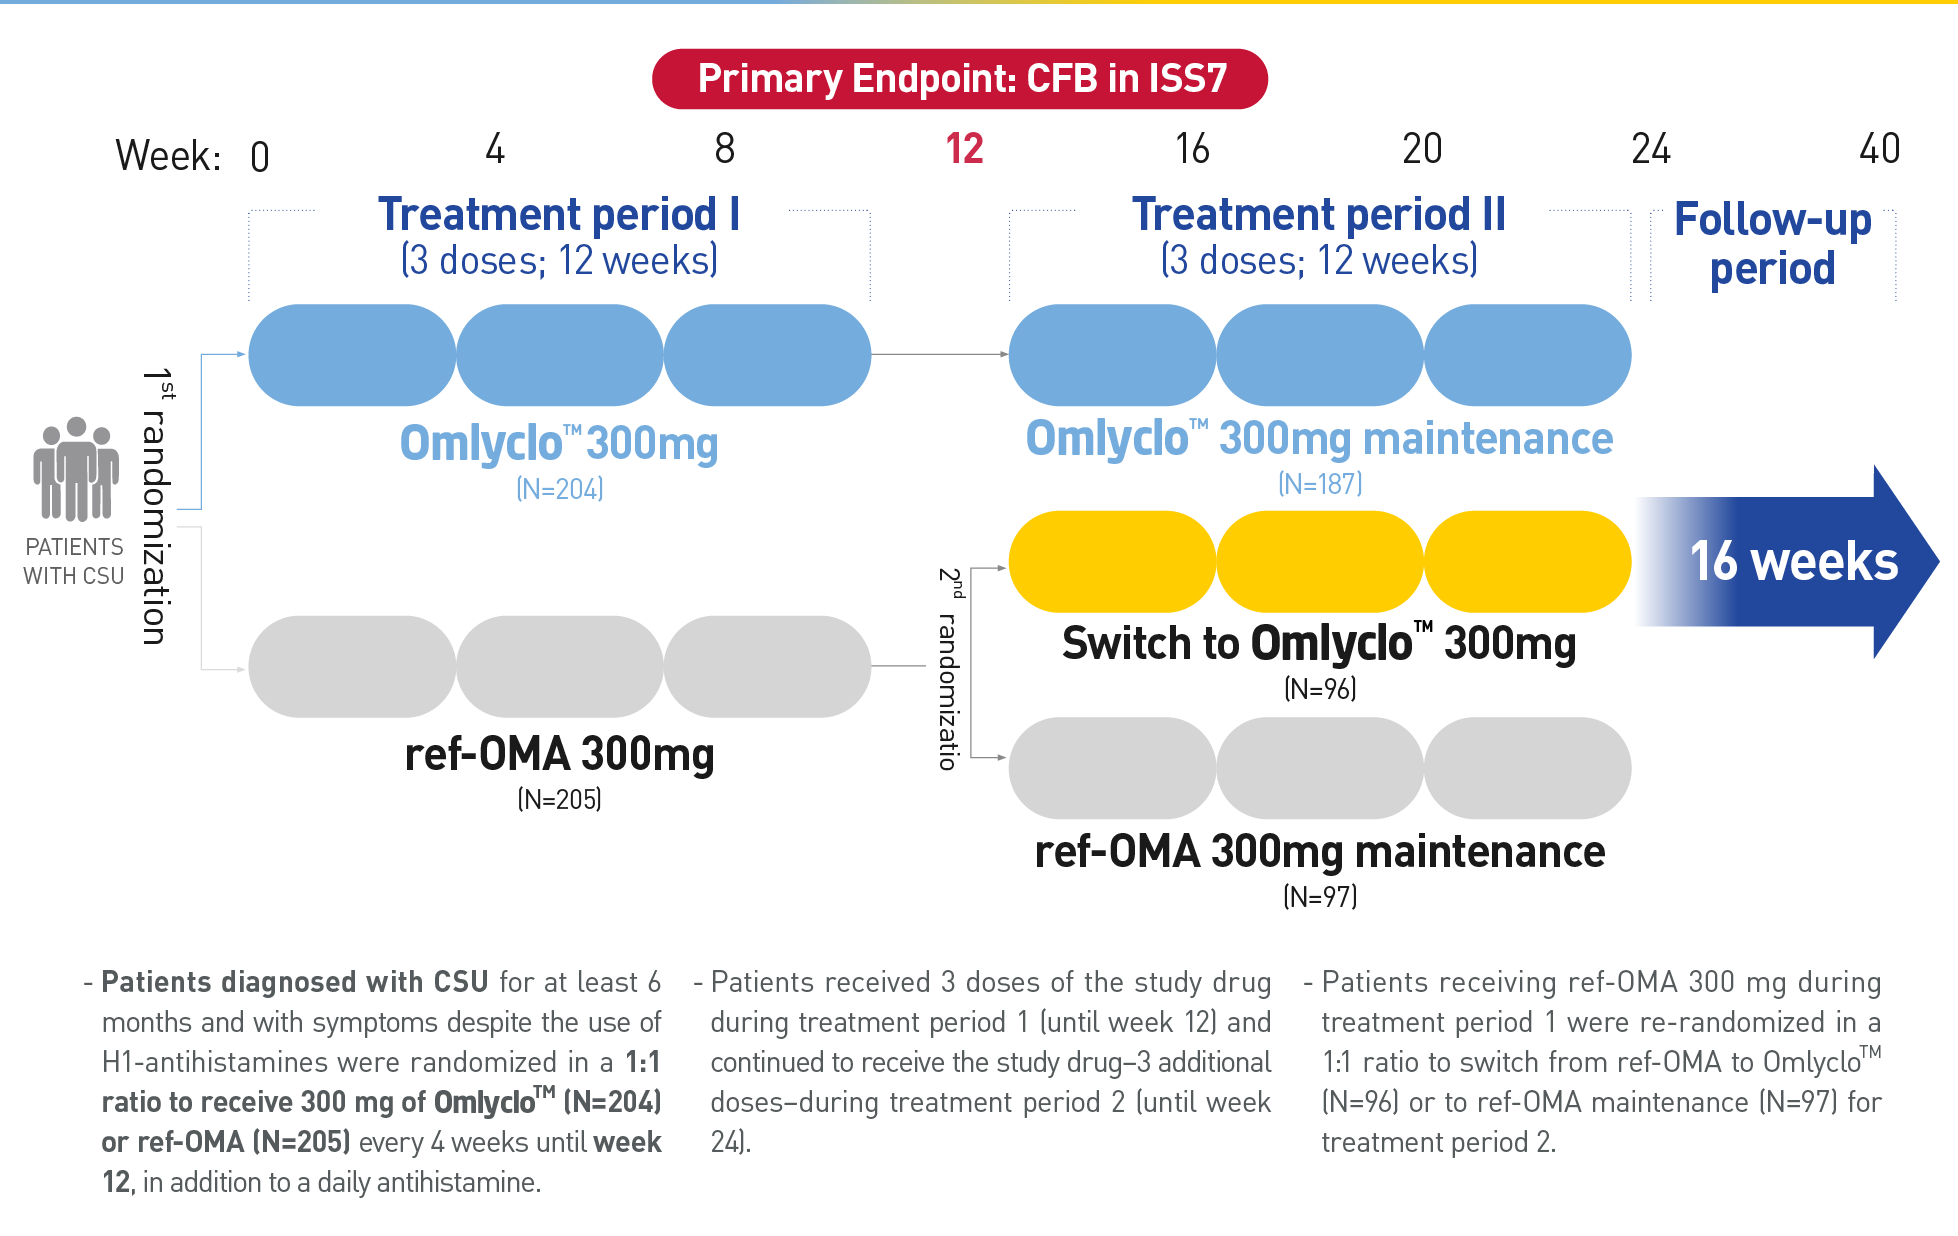 Primary Endpoint: CFB in ISS7
Week: 0 4 8 12 16 20 24 40
Treatment period I
(3 doses; 12 weeks)
Treatment period II
(3 doses; 12 weeks)
Follow-up
period
PATIENTS
WITH CSU
1st randomization
Omlyclo™ 300mg
(N=204)
ref-OMA 300mg
(N=205)
2nd randomizatio
Omlyclo™ 300mg maintenance
(N=187)
Switch to Omlyclo™ 300mg
(N=96)
ref-OMA 300mg maintenance
(N=97)
16 weeks
- Patients diagnosed with CSU for at least 6
months and with symptoms despite the use of
H1-antihistamines were randomized in a 1:1
ratio to receive 300 mg of Omlyclo™ (N=204)
or ref-OMA (N=205) every 4 weeks until week
12, in addition to a daily antihistamine.
- Patients received 3 doses of the study drug
during treatment period 1 (until week 12) and
continued to receive the study drug–3 additional
doses–during treatment period 2 (until week
24).
- Patients receiving ref-OMA 300 mg during
treatment period 1 were re-randomized in a
1:1 ratio to switch from ref-OMA to Omlyclo™
(N=96) or to ref-OMA maintenance (N=97) for
treatment period 2.